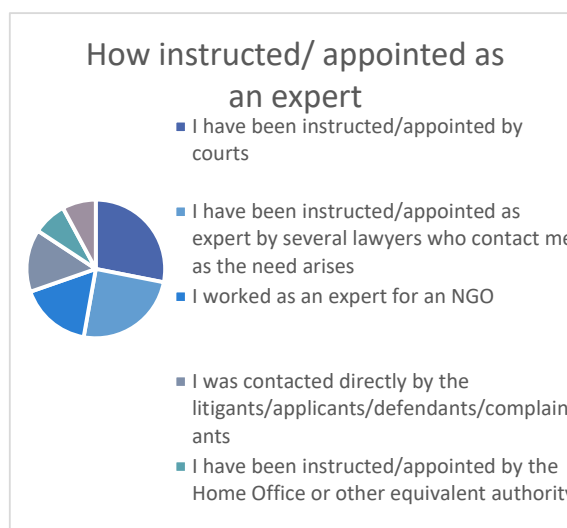 How instructed/ appointed as
an expert
I have been instructed/appointed by
courts
I have been instructed/appointed as
expert by several lawyers who contact me
as the need arises
I worked as an expert for an NGO
I was contacted directly by the
litigants/applicants/defendants/complain
ants
I have been instructed/appointed by the
Home Office or other equivalent authority